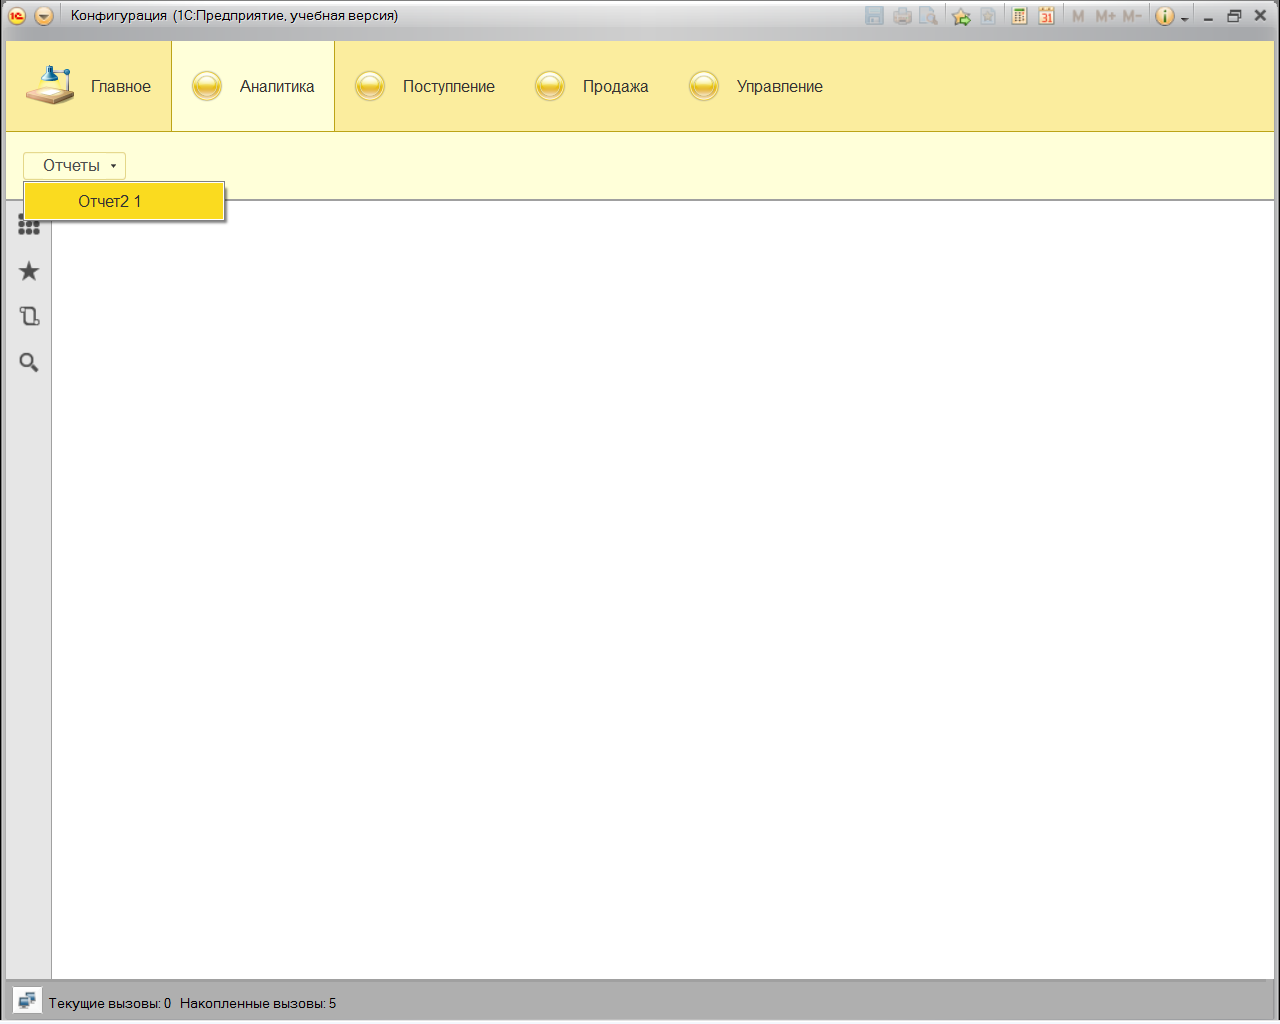 Конфигурация (1С:Предприятие, учебная версия)
31 M M+ M-
Главное Аналитика Поступление Продажа Управление
Отчеты
Отчет2 1
Текущие вызовы: 0 Накопленные вызовы: 5